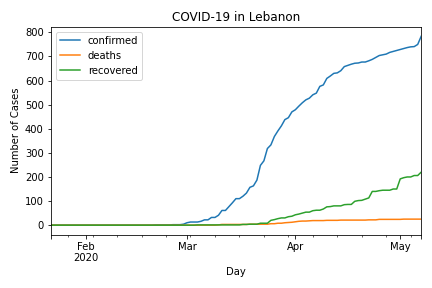 COVID-19 in Lebanon
confirmed
deaths
recovered
Number of Cases
800
700
600
500
400
300
200
100
0
Feb
2020
Mar
Apr
May
Day